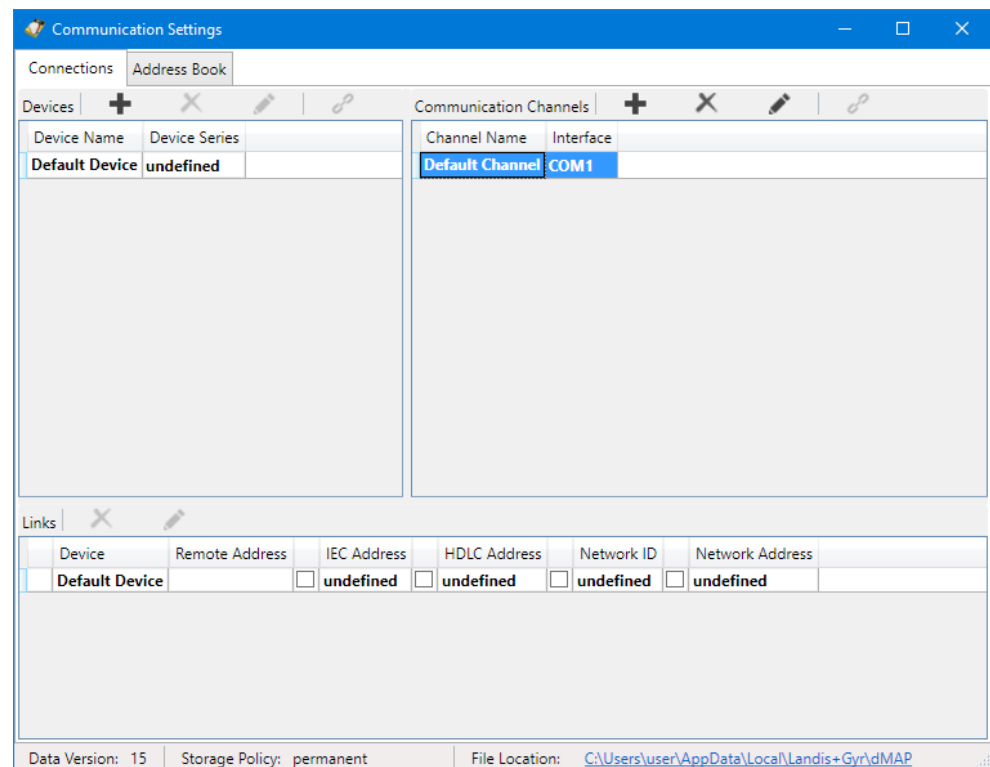 Communication Settings
Connections Address Book
Devices
Communication Channels
Device Name Device Series
Default Device undefined
Channel Name Interface
Default Channel COM1
Links
Device Remote Address IEC Address HDLC Address Network ID Network Address
Default Device undefined undefined undefined undefined
Data Version: 15 Storage Policy: permanent File Location: C:\Users\user\AppData\Local\Landis+Gyr\dMAP